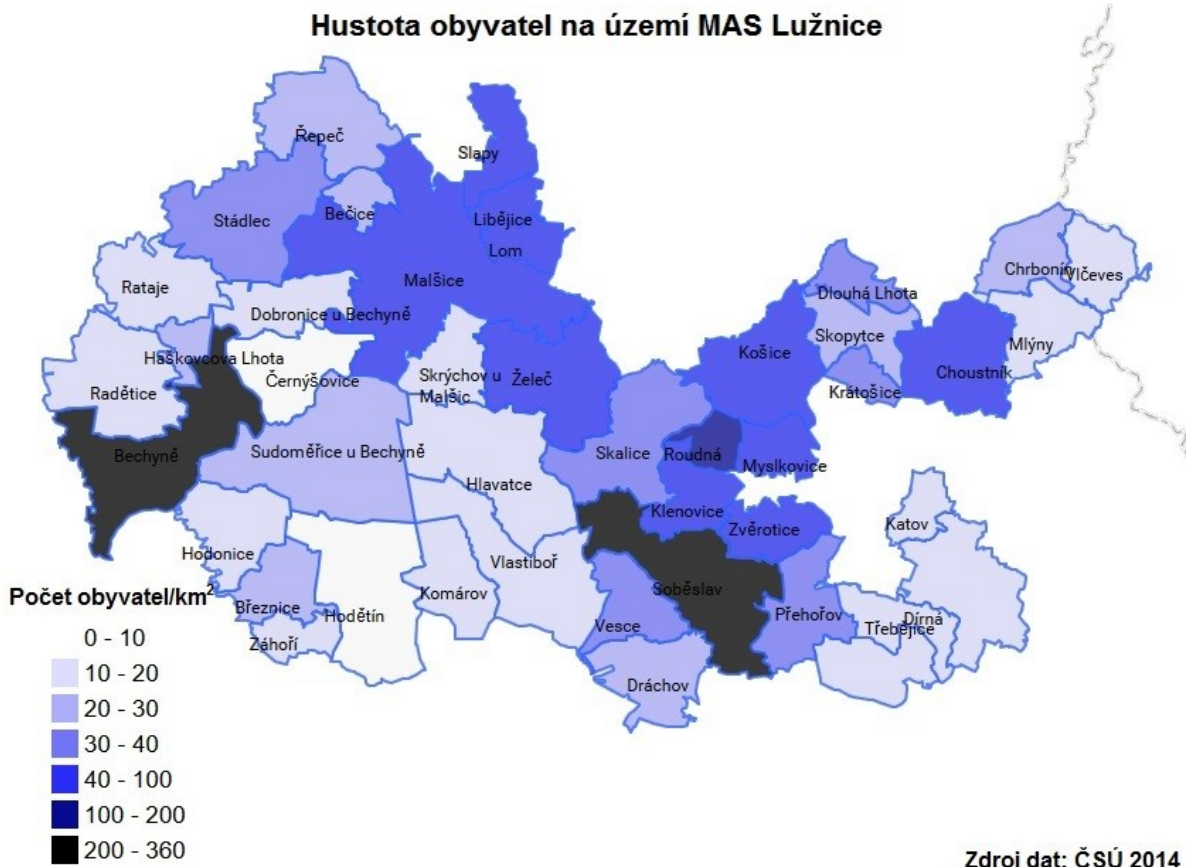 Hustota obyvatel na území MAS Lužnice
Řepeč
Slapy
Bečice
Stádlec
Libějice
Lom
Malšice
Rataje
Dobronice u Bechyně
Chrbonín
Vlčeves
Dlouhá Lhota
Skopytce
Mlýny
Košice
Haškovcova Lhota
Černýšovice
Skrýchov u
Malšic
Želeč
Choustník
Krátošice
Radětice
Bechyně
Sudoměřice u Bechyně
Skalice
Roudná
Myslkovice
Hlavatce
Klenovice
Zvěrotice
Katov
Hodonice
Vlastiboř
Komárov
Soběslav
Březnice
Hodětín
Záhoří
Vesce
Přehořov
Dírná
Třebějice
Dráchov
Počet obyvatel/km²
0 - 10
10 - 20
20 - 30
30 - 40
40 - 100
100 - 200
200 - 360
Zdroj dat: ČSÚ 2014